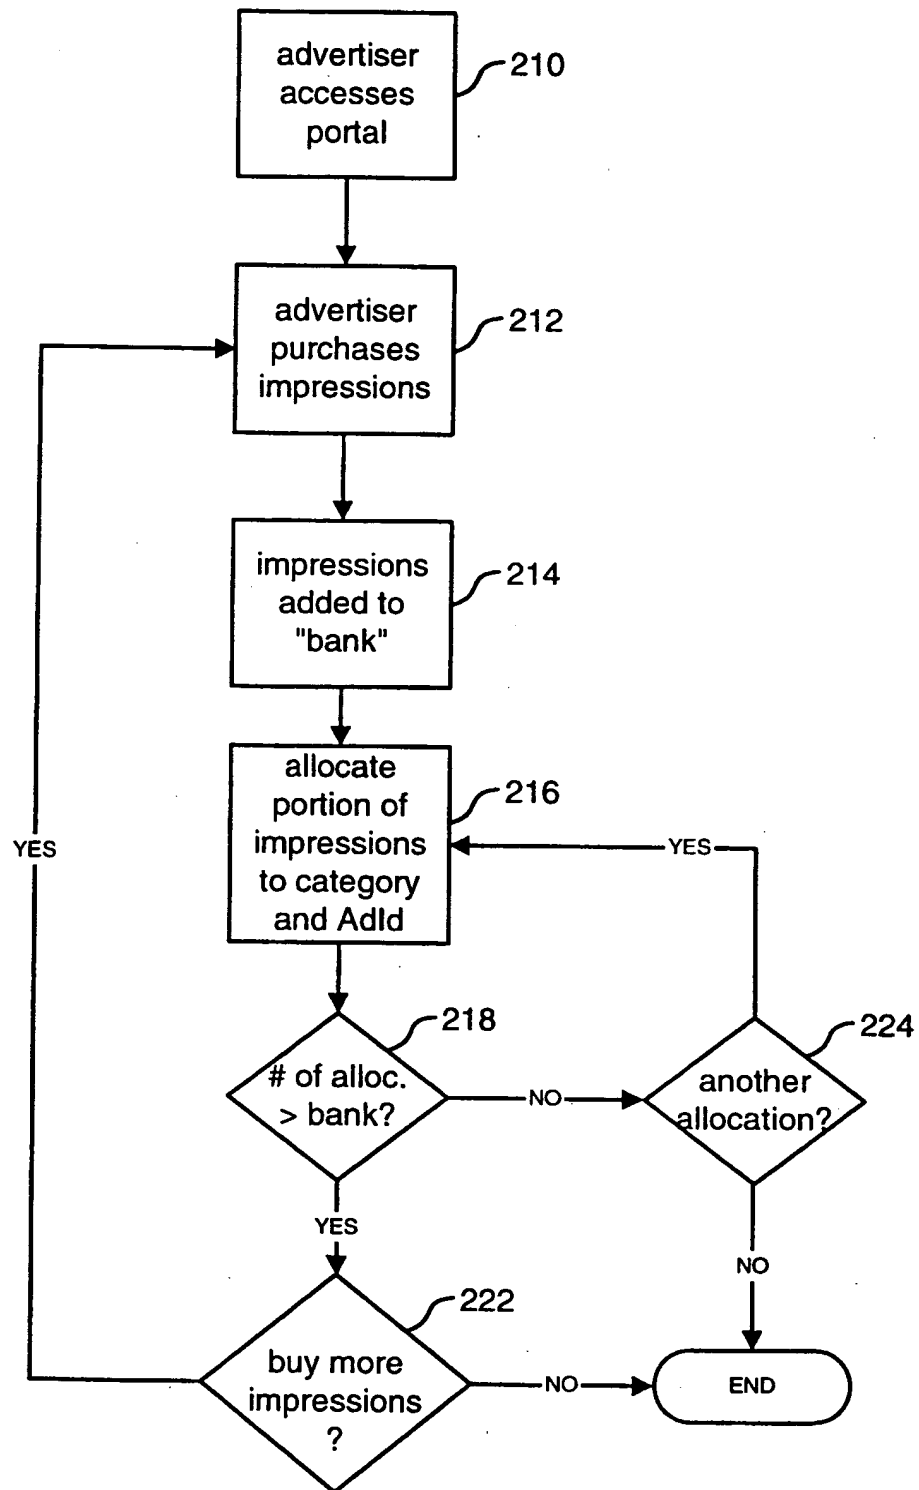 advertiser
accesses
portal
210
advertiser
purchases
impressions
212
impressions
added to
"bank"
214
allocate
portion of
impressions
to category
and AdId
216
YES
YES
# of alloc.
> bank?
218
NO
another
allocation?
224
YES
NO
buy more
impressions
?
222
NO
END